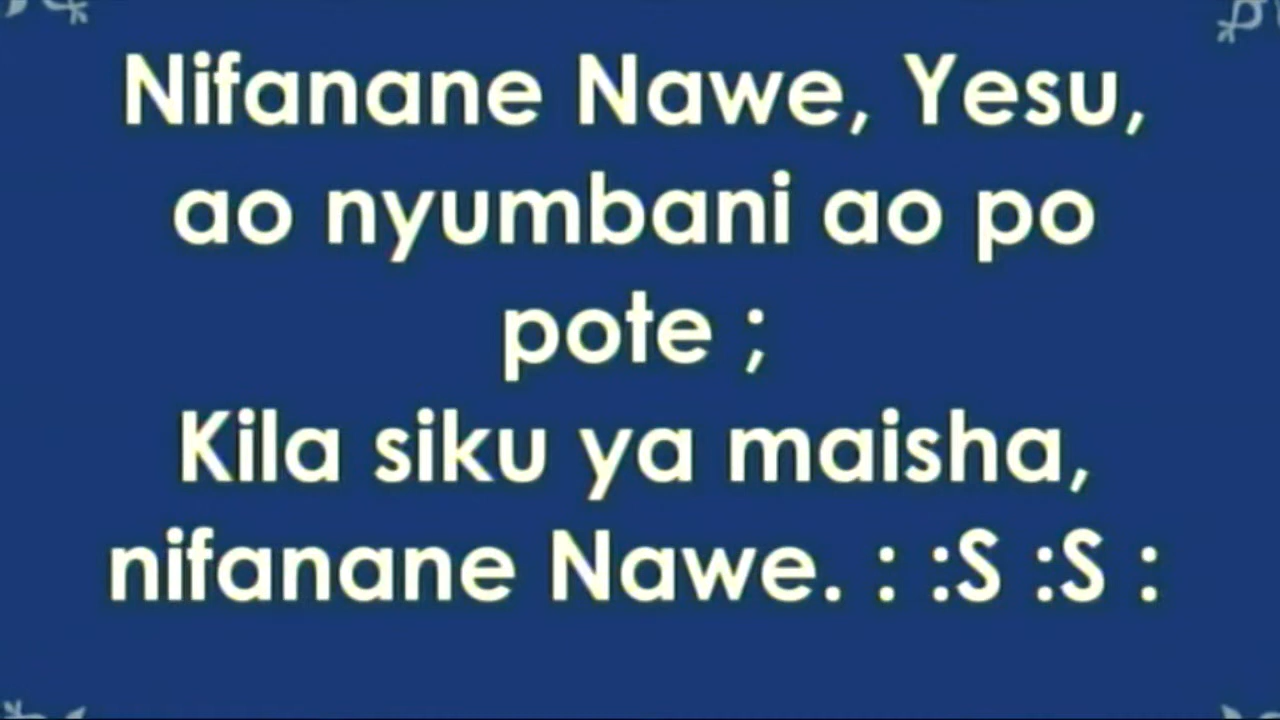 Nifanane Nawe, Yesu,
ao nyumbani ao po
pote ;
Kila siku ya maisha,
nifanane Nawe. : :S :S :